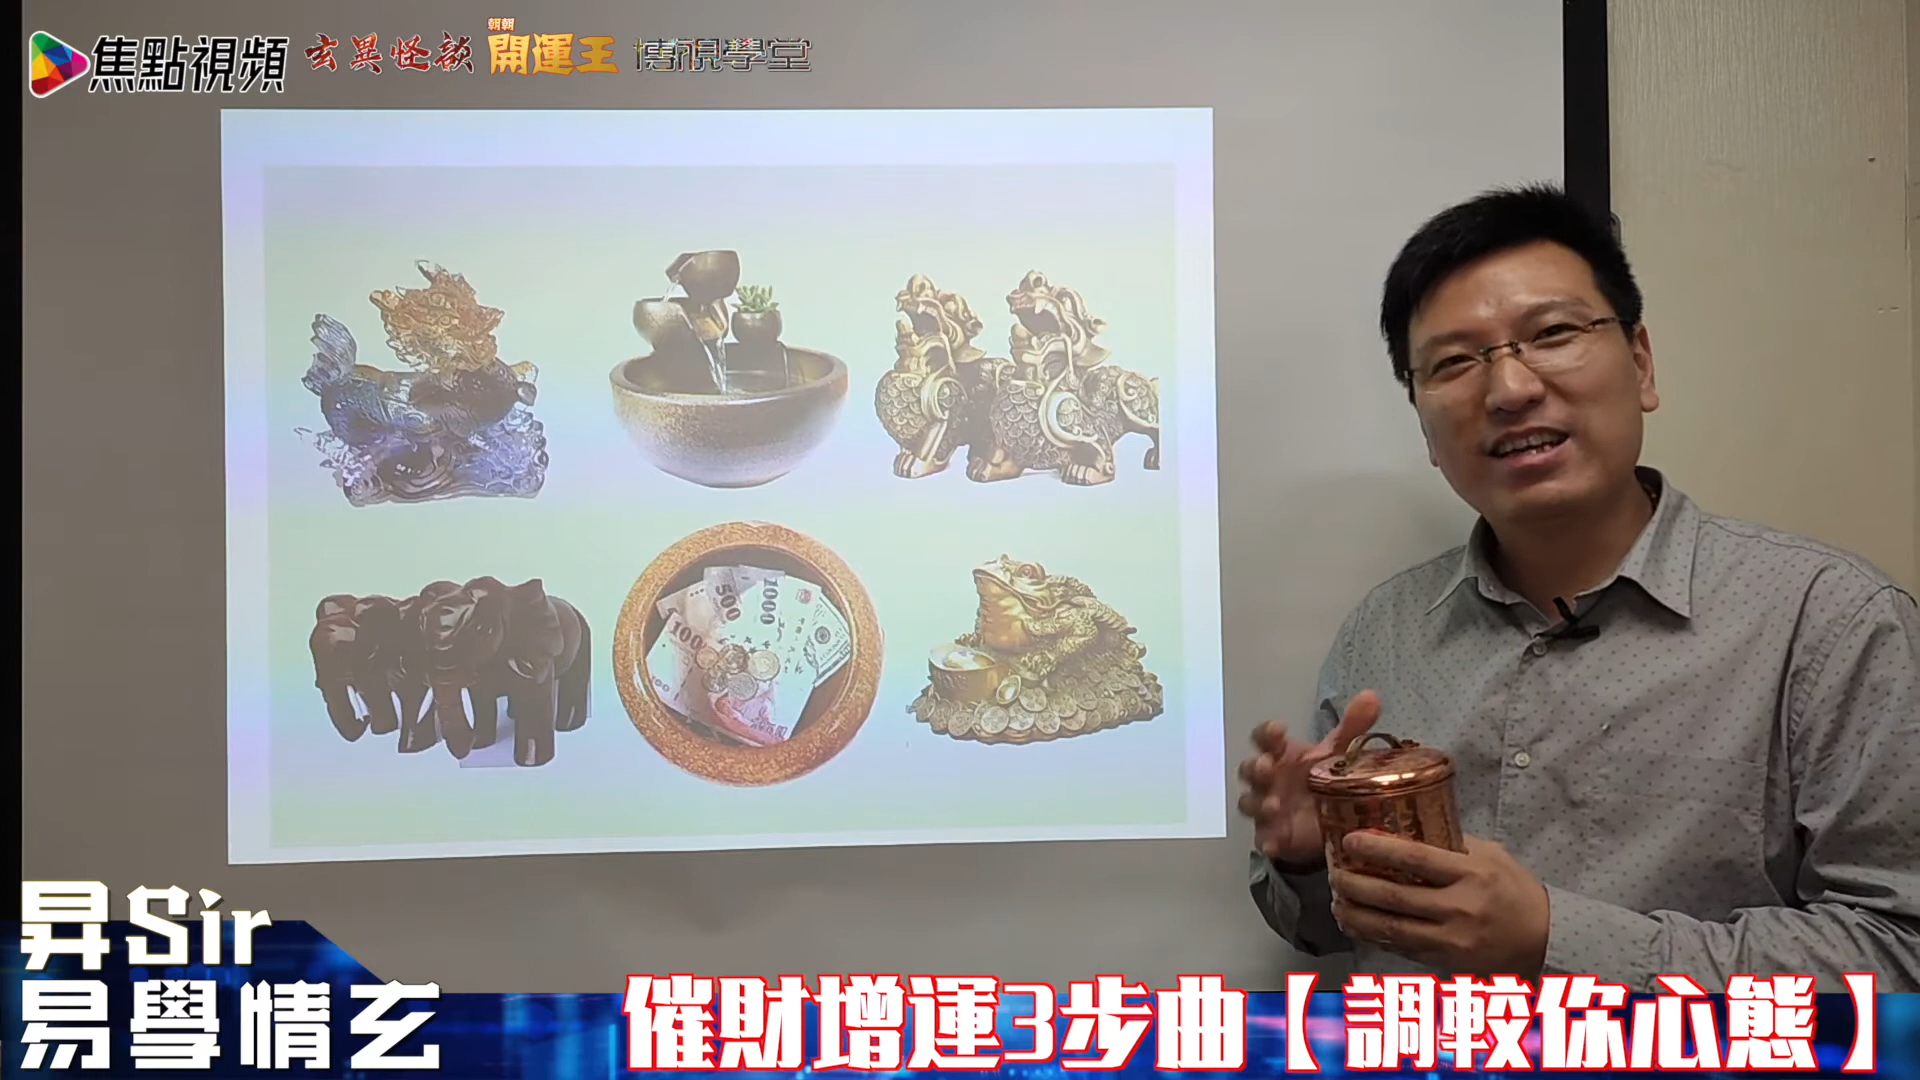 焦點視頻
玄異怪談
朝朝
開運王
博視學堂
500
1000
100
100
昇Sir
易學情玄
催財增運3步曲【調較你心態】